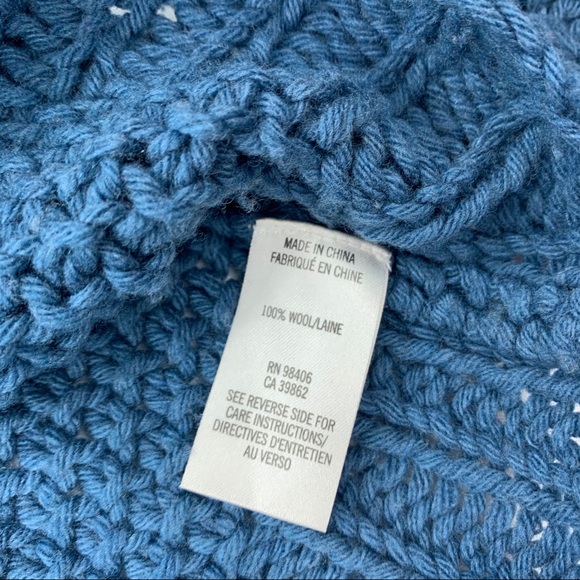 MADE IN CHINA
FABRIQUÉ EN CHINE
100% WOOL/LAINE
RN 98406
CA 39862
SEE REVERSE SIDE FOR
CARE INSTRUCTIONS/
DIRECTIVES D'ENTRETIEN
AU VERSO